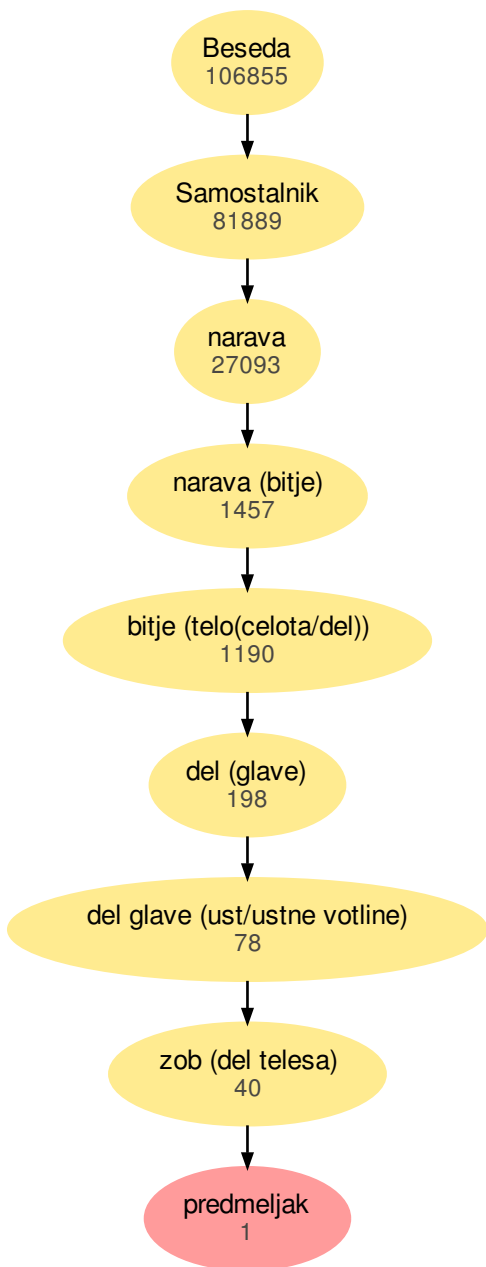 Beseda
106855
Samostalnik
81889
narava
27093
narava (bitje)
1457
bitje (telo(celota/del))
1190
del (glave)
198
del glave (ust/ustne votline)
78
zob (del telesa)
40
predmeljak
1